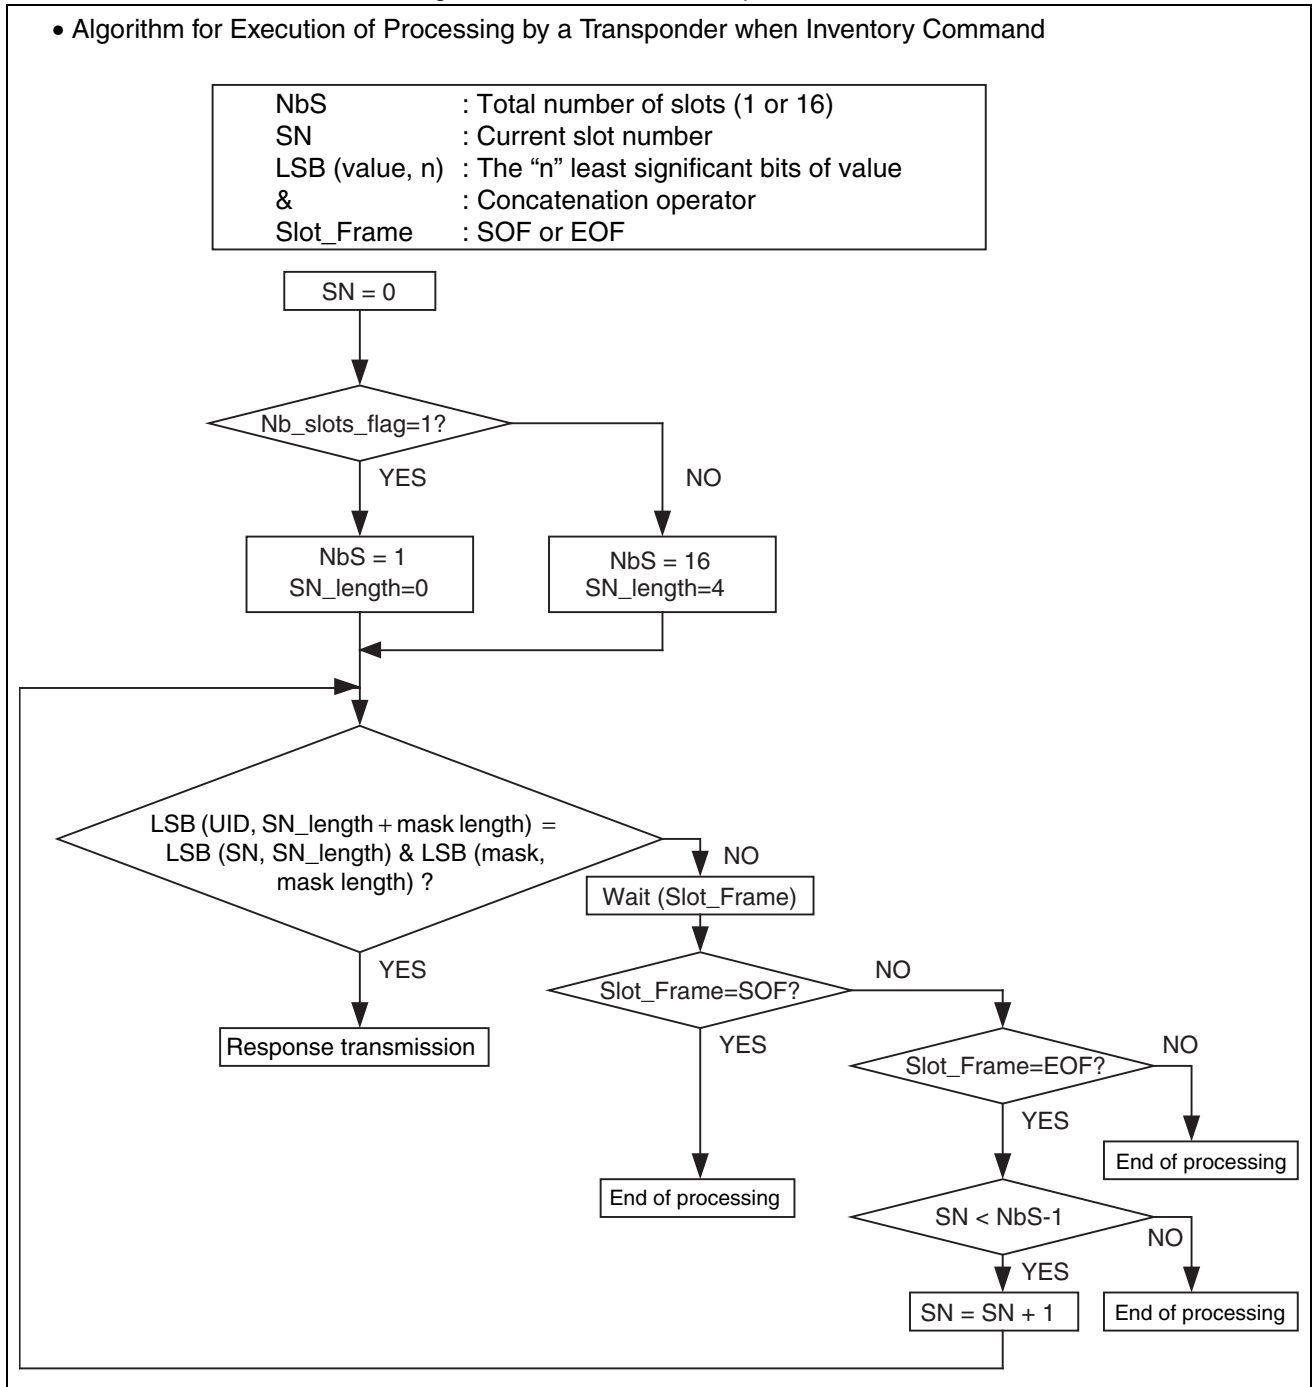 • Algorithm for Execution of Processing by a Transponder when Inventory Command
NbS : Total number of slots (1 or 16)
SN : Current slot number
LSB (value, n) : The “n” least significant bits of value
& : Concatenation operator
Slot_Frame : SOF or EOF
SN = 0
Nb_slots_flag=1?
YES
NO
NbS = 1
SN_length=0
NbS = 16
SN_length=4
LSB (UID, SN_length + mask length) =
LSB (SN, SN_length) & LSB (mask,
mask length) ?
NO
Wait (Slot_Frame)
YES
Response transmission
Slot_Frame=SOF?
NO
YES
End of processing
Slot_Frame=EOF?
NO
YES
End of processing
SN < NbS-1
NO
YES
SN = SN + 1
End of processing